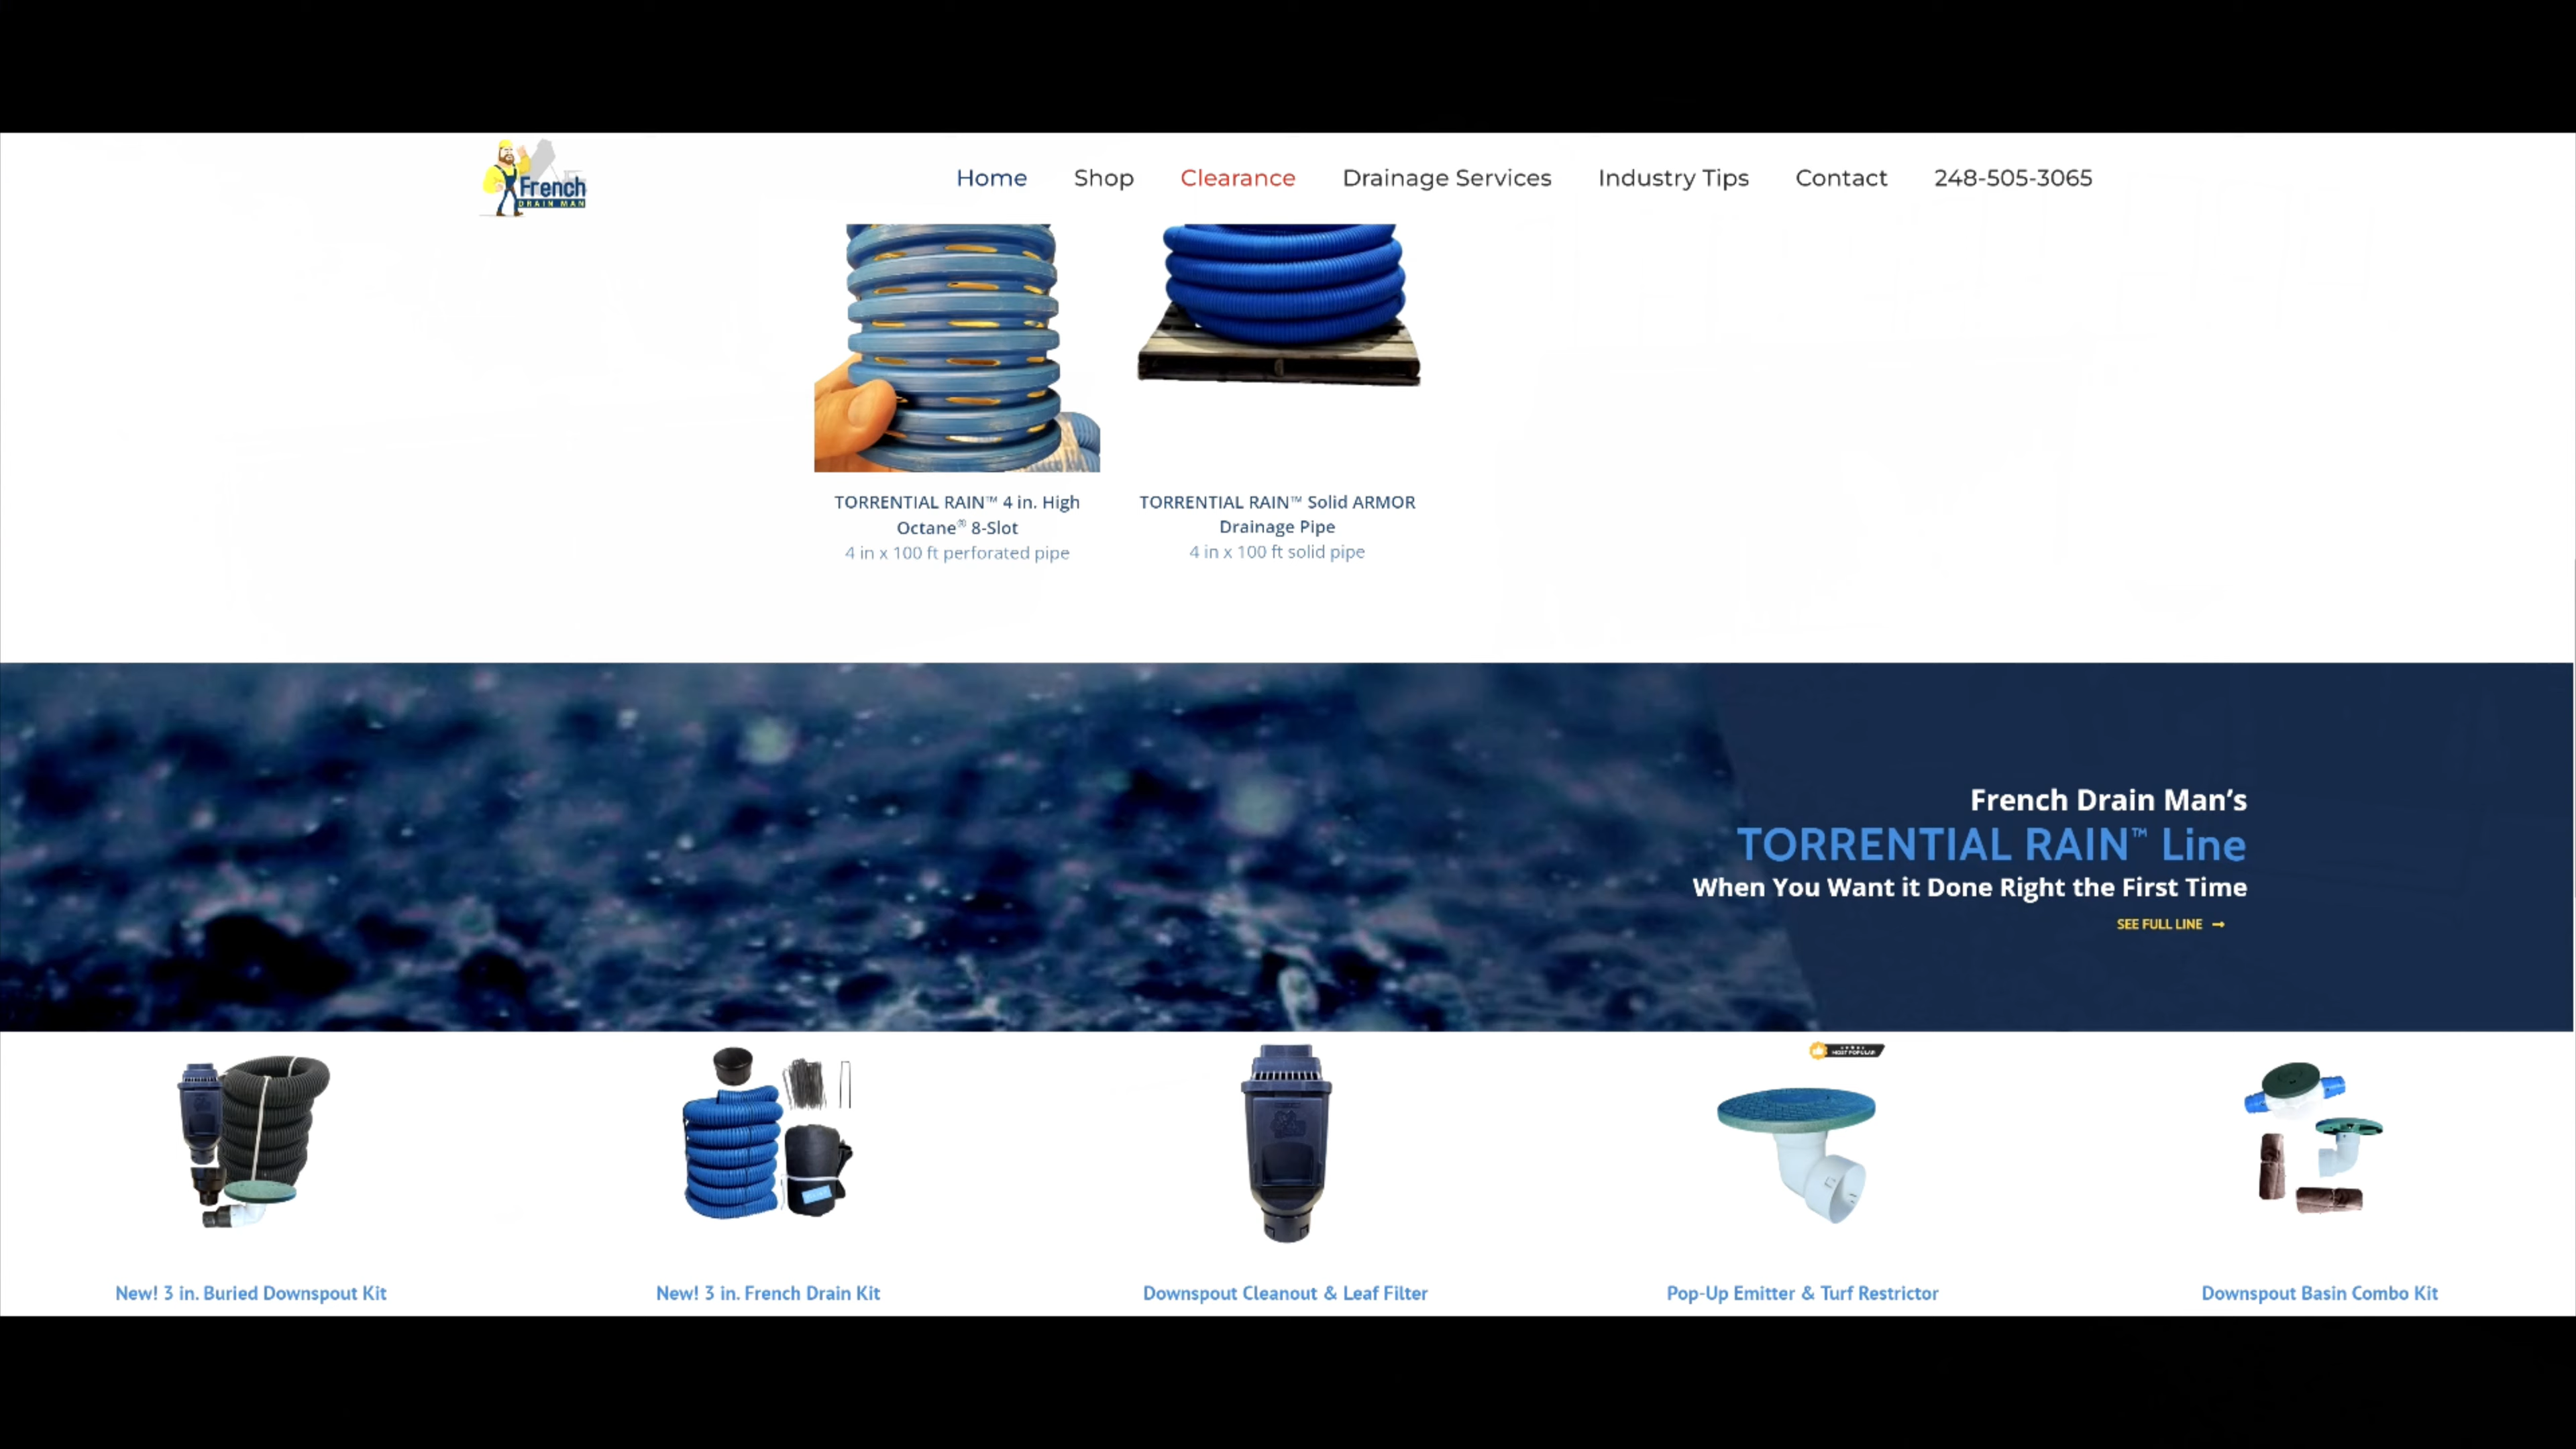 French
DRAIN MAN
Home
Shop
Clearance
Drainage Services
Industry Tips
Contact
248-505-3065
TORRENTIAL RAIN™ 4 in. High
Octane® 8-Slot
4 in x 100 ft perforated pipe
TORRENTIAL RAIN™ Solid ARMOR
Drainage Pipe
4 in x 100 ft solid pipe
French Drain Man’s
TORRENTIAL RAIN™ Line
When You Want it Done Right the First Time
SEE FULL LINE →
MOST POPULAR
New! 3 in. Buried Downspout Kit
New! 3 in. French Drain Kit
Downspout Cleanout & Leaf Filter
Pop-Up Emitter & Turf Restrictor
Downspout Basin Combo Kit